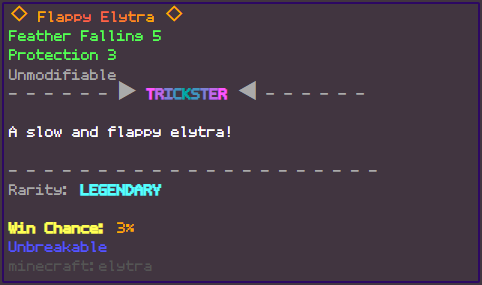 ◇ Flappy Elytra ◇
Feather Falling 5
Protection 3
Unmodifiable
- - - - - - ▶ TRICKSTER ◀ - - - - - -
A slow and flappy elytra!
- - - - - - - - - - - - - - - - - - - - - -
Rarity: LEGENDARY
Win Chance: 3%
Unbreakable
minecraft:elytra